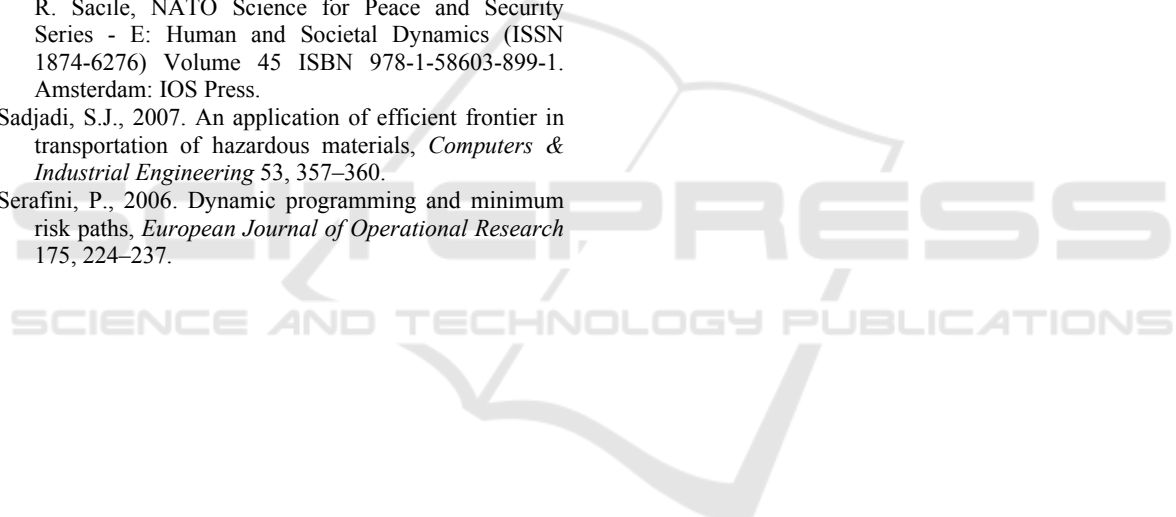 R. Sacile, NATO Science for Peace and Security
Series - E: Human and Societal Dynamics (ISSN
1874-6276) Volume 45 ISBN 978-1-58603-899-1.
Amsterdam: IOS Press.
Sadjadi, S.J., 2007. An application of efficient frontier in
transportation of hazardous materials, Computers &
Industrial Engineering 53, 357–360.
Serafini, P., 2006. Dynamic programming and minimum
risk paths, European Journal of Operational Research
175, 224–237.
SCITEPRESS
SCIENCE AND TECHNOLOGY PUBLICATIONS